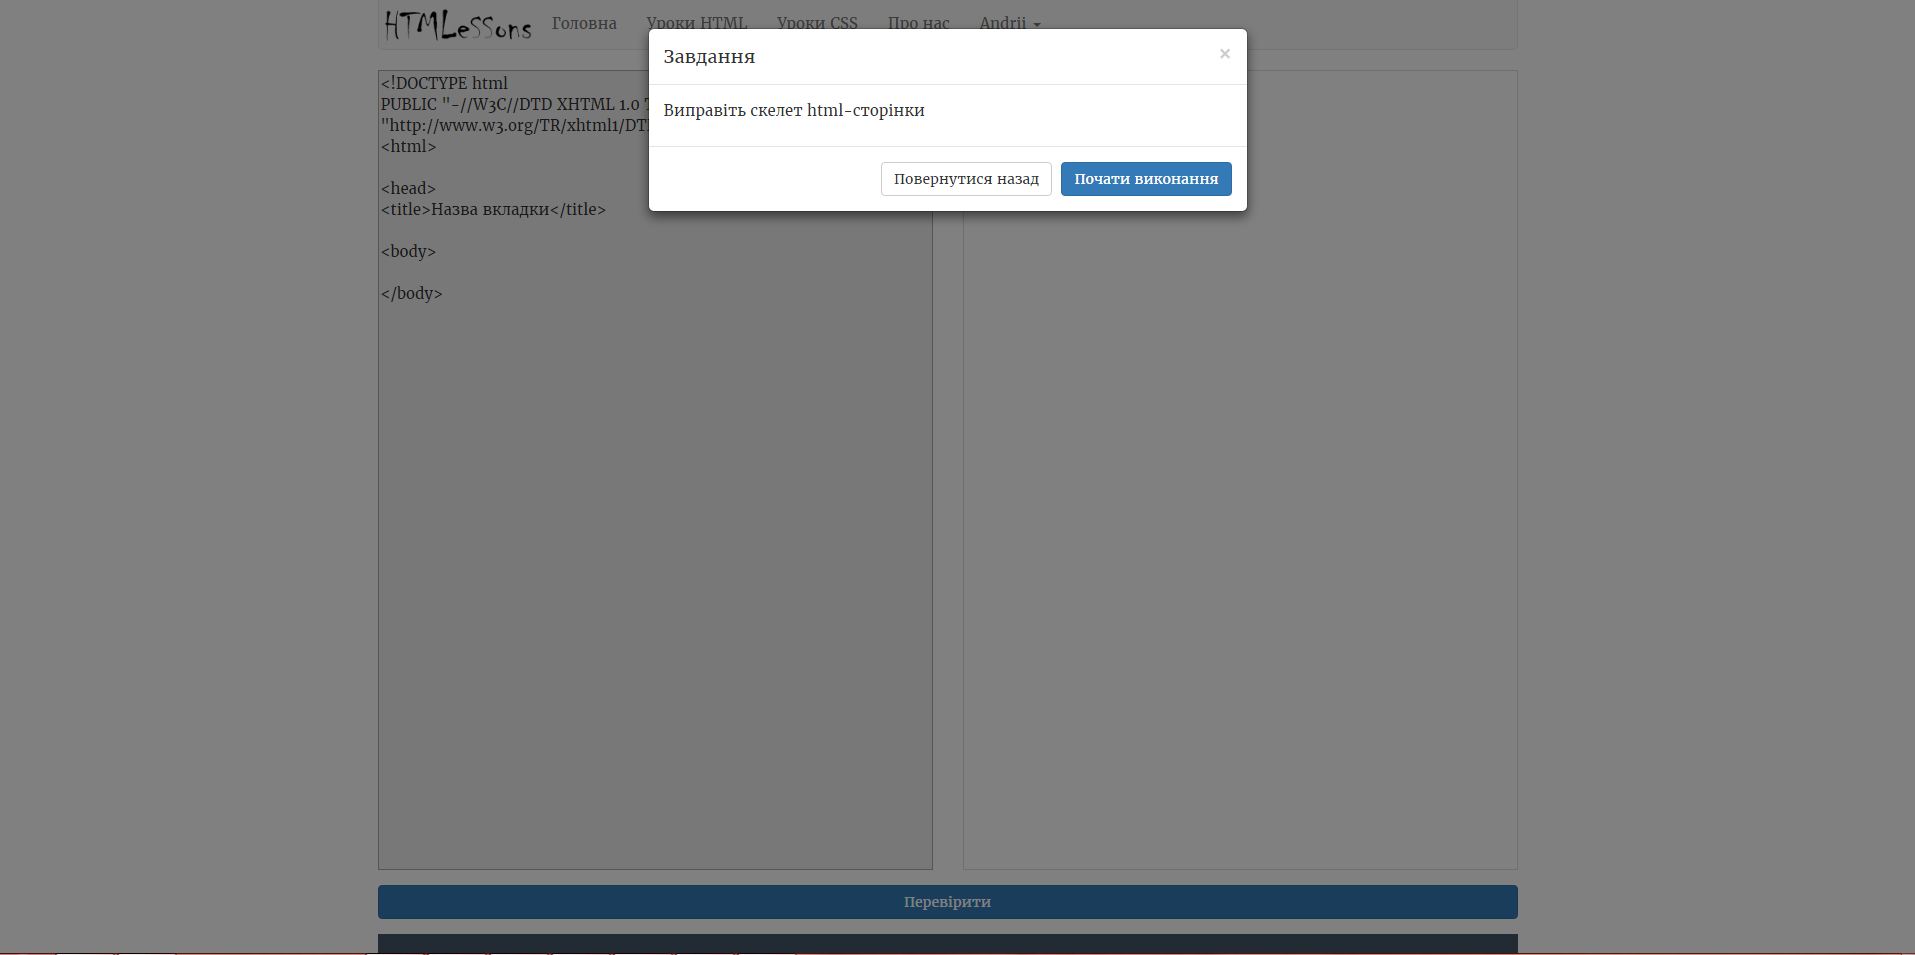 HTMLeSSons Головна Уроки HTML Уроки CSS Про нас Andrii
Завдання ×
Виправіть скелет html-сторінки
Повернутися назад Почати виконання
<!DOCTYPE html
PUBLIC "-//W3C//DTD XHTML 1.0
"http://www.w3.org/TR/xhtml1/DT
<html>
<head>
<title>Назва вкладки</title>
<body>
</body>
Перевірити